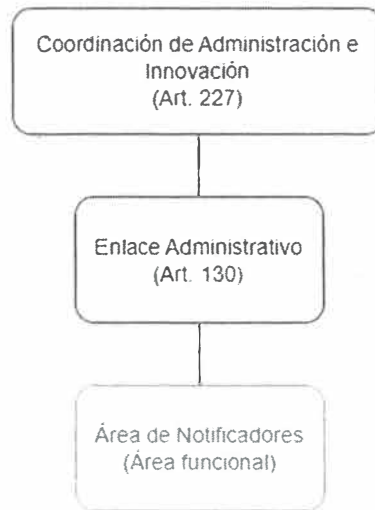 Coordinación de Administración e
Innovación
(Art. 227)
Enlace Administrativo
(Art. 130)
Área de Notificadores
(Área funcional)